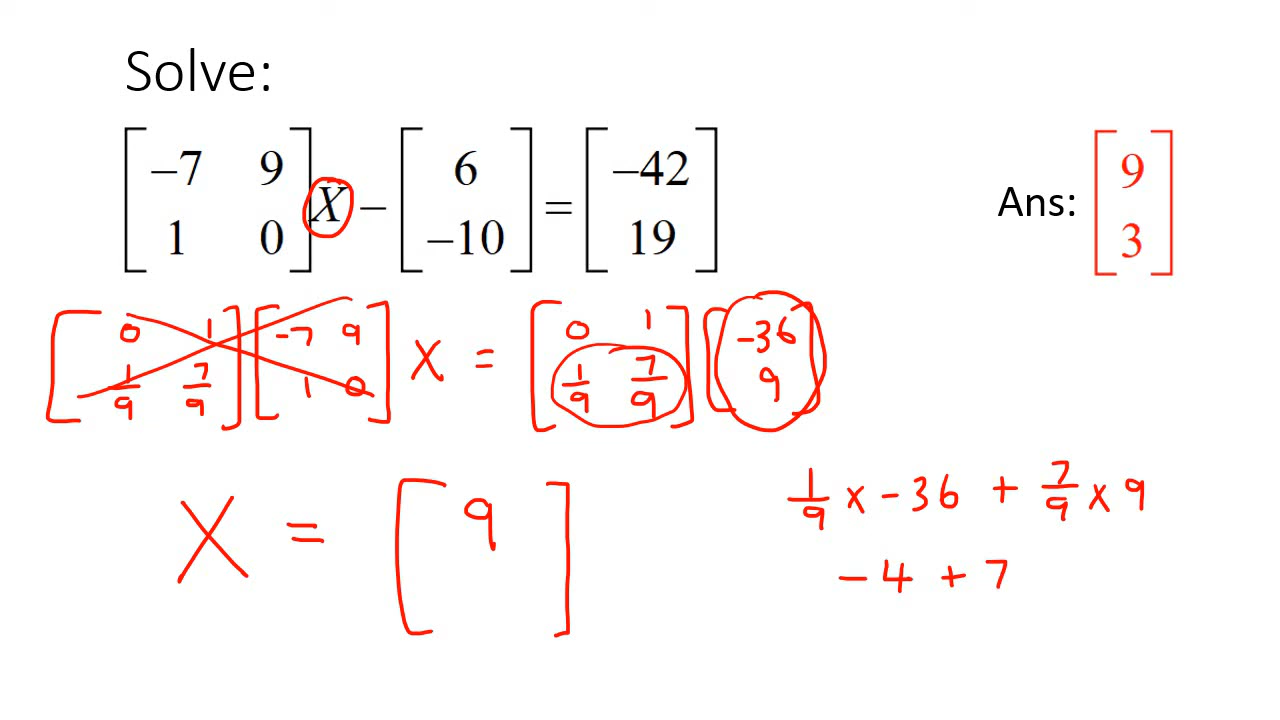 Solve:
[−7 9; 1 0] X − [6; −10] = [−42; 19]
Ans: [9; 3]
[0 1; 1/9 7/9] [-7 9; 1 0] X = [0 1; 1/9 7/9] [-36; 9]
X = [9]
1/9 x -36 + 7/9 x 9
-4 + 7